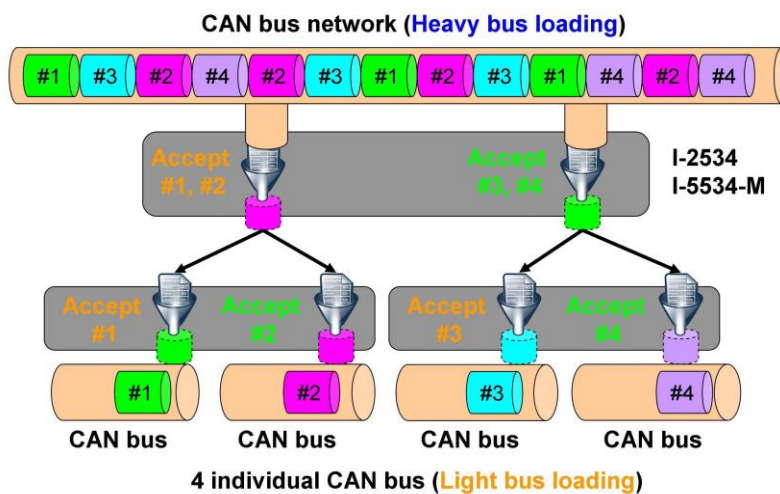 CAN bus network (Heavy bus loading)
#1 #3 #2 #4 #2 #3 #1 #2 #3 #1 #4 #2 #4
Accept
#1, #2
Accept
#3, #4
I-2534
I-5534-M
Accept
#1
Accept
#2
Accept
#3
Accept
#4
#1
#2
#3
#4
CAN bus
CAN bus
CAN bus
CAN bus
4 individual CAN bus (Light bus loading)